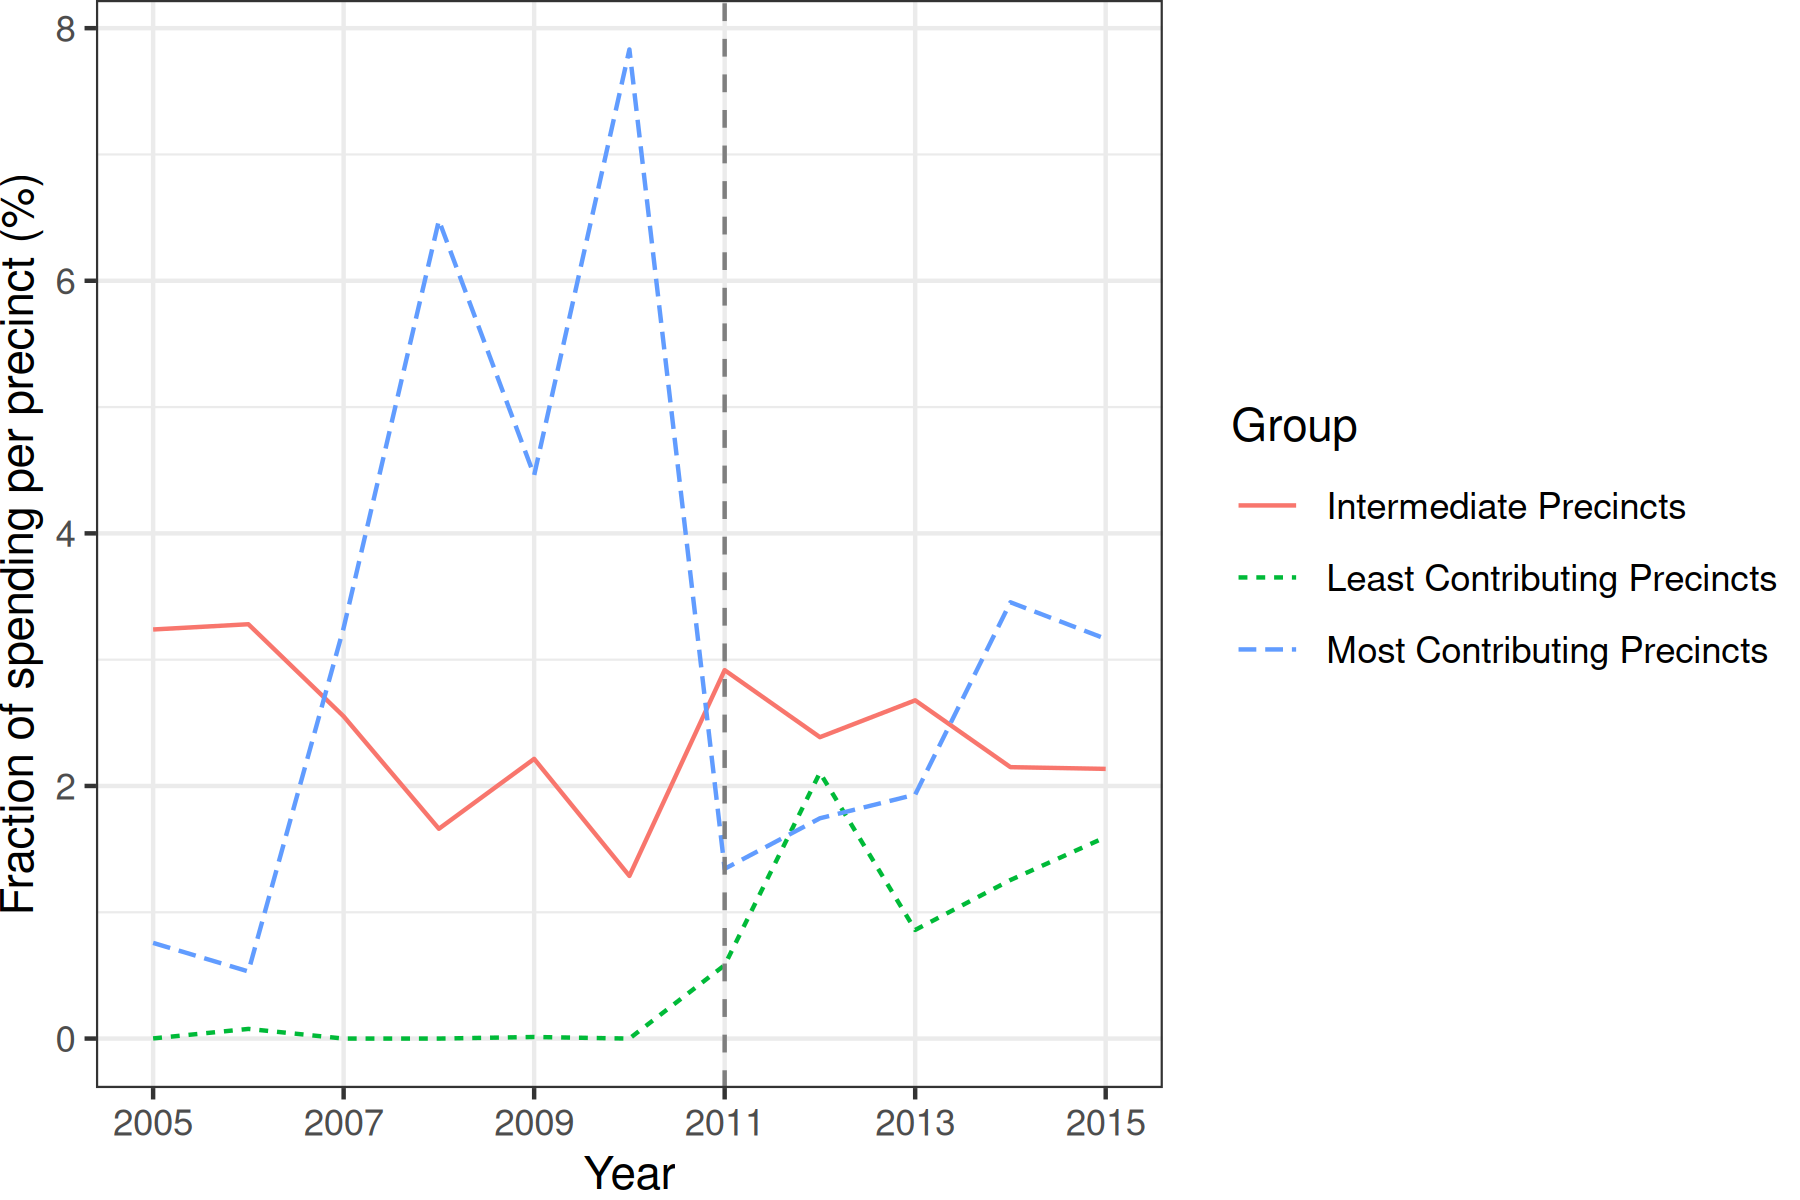 Fraction of spending per precinct (%)
8
6
4
2
0
2005 2007 2009 2011 2013 2015
Year
Group
Intermediate Precincts
Least Contributing Precincts
Most Contributing Precincts